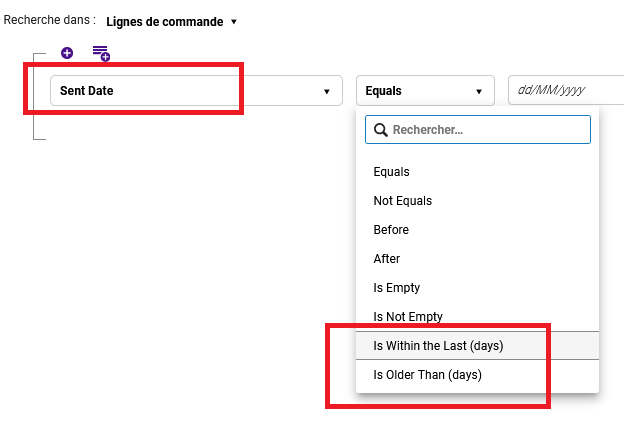 Recherche dans : Lignes de commande
Sent Date Equals dd/MM/yyyy
Rechercher...
Equals
Not Equals
Before
After
Is Empty
Is Not Empty
Is Within the Last (days)
Is Older Than (days)